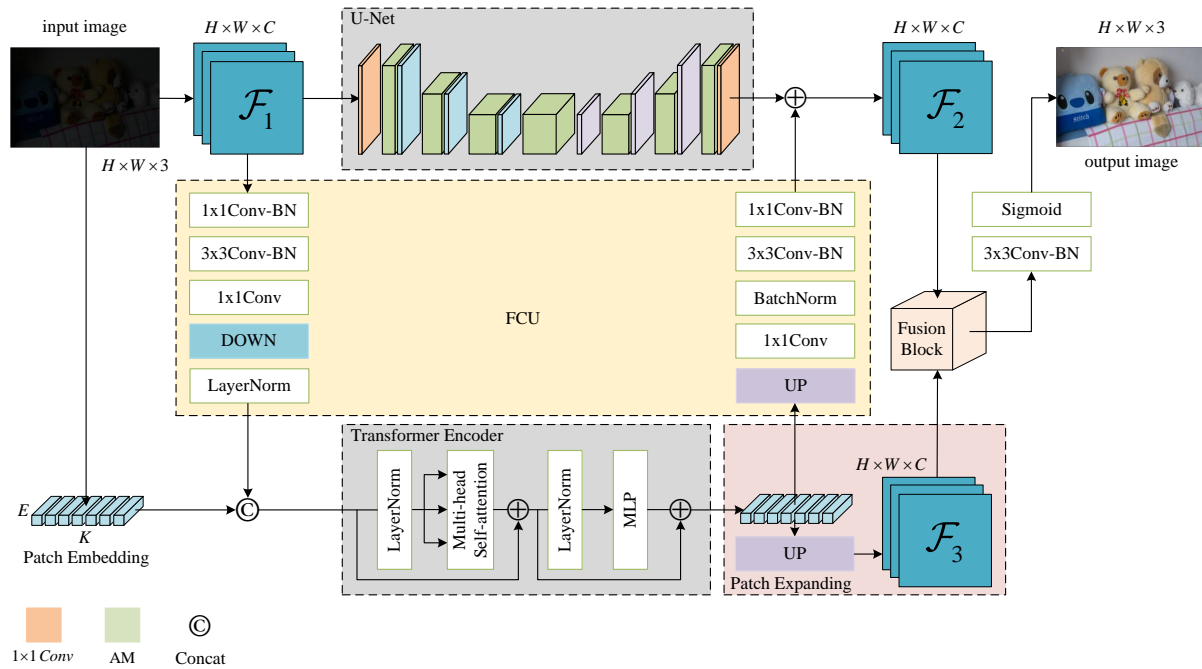 input image
H×W×C
U-Net
H×W×C
H×W×3
F1
F2
Stitch
H×W×3
output image
1x1Conv-BN
1x1Conv-BN
Sigmoid
3x3Conv-BN
3x3Conv-BN
3x3Conv-BN
1x1Conv
FCU
BatchNorm
DOWN
1x1Conv
Fusion
Block
LayerNorm
UP
Transformer Encoder
H×W×C
LayerNorm
Multi-head
Self-attention
LayerNorm
MLP
E
©
K
Patch Embedding
UP
F3
Patch Expanding
©
1×1 Conv
AM
Concat